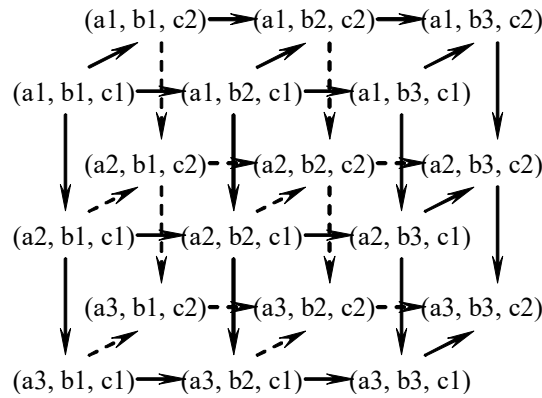 (a1, b1, c2) (a1, b2, c2) (a1, b3, c2)
(a1, b1, c1) (a1, b2, c1) (a1, b3, c1)
(a2, b1, c2) (a2, b2, c2) (a2, b3, c2)
(a2, b1, c1) (a2, b2, c1) (a2, b3, c1)
(a3, b1, c2) (a3, b2, c2) (a3, b3, c2)
(a3, b1, c1) (a3, b2, c1) (a3, b3, c1)